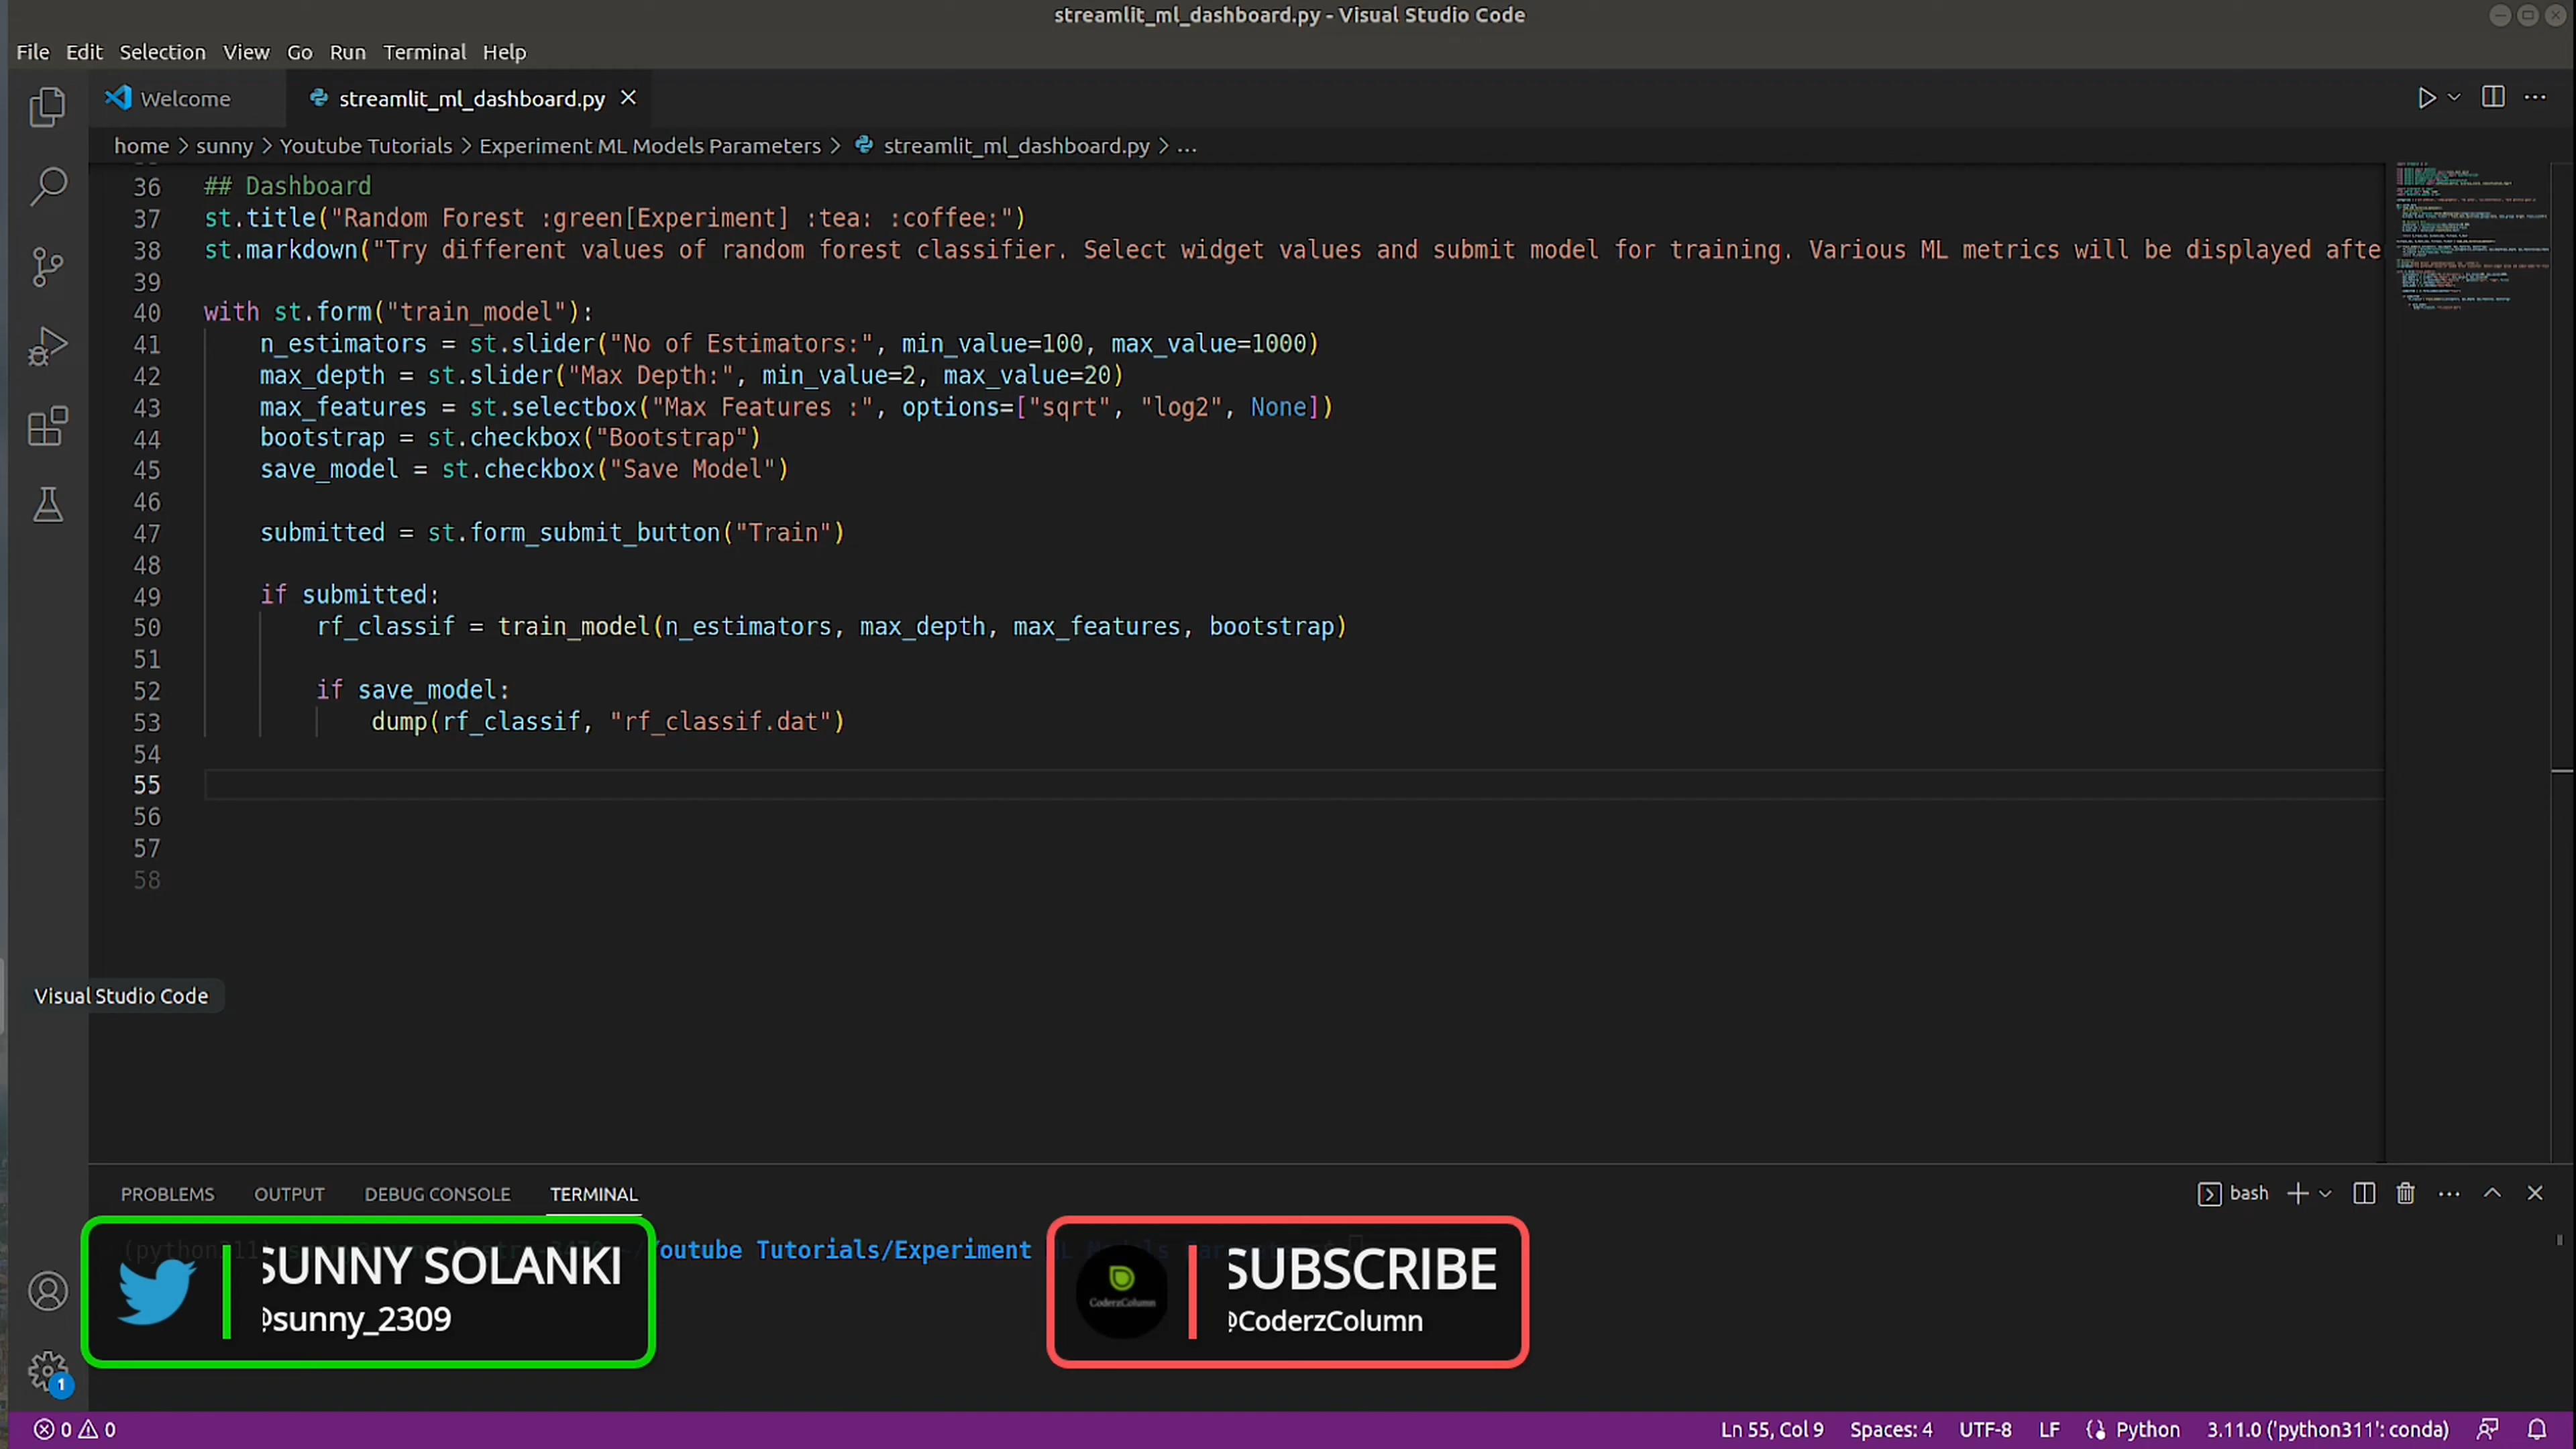 streamlit_ml_dashboard.py - Visual Studio Code
File Edit Selection View Go Run Terminal Help
Welcome streamlit_ml_dashboard.py
home > sunny > Youtube Tutorials > Experiment ML Models Parameters > streamlit_ml_dashboard.py > ...
36 ## Dashboard
37 st.title("Random Forest :green[Experiment] :tea: :coffee:")
38 st.markdown("Try different values of random forest classifier. Select widget values and submit model for training. Various ML metrics will be displayed afte
39
40 with st.form("train_model"):
41 n_estimators = st.slider("No of Estimators:", min_value=100, max_value=1000)
42 max_depth = st.slider("Max Depth:", min_value=2, max_value=20)
43 max_features = st.selectbox("Max Features :", options=["sqrt", "log2", None])
44 bootstrap = st.checkbox("Bootstrap")
45 save_model = st.checkbox("Save Model")
46
47 submitted = st.form_submit_button("Train")
48
49 if submitted:
50 rf_classif = train_model(n_estimators, max_depth, max_features, bootstrap)
51
52 if save_model:
53 dump(rf_classif, "rf_classif.dat")
54
55
56
57
58
Visual Studio Code
PROBLEMS OUTPUT DEBUG CONSOLE TERMINAL
bash
outube Tutorials/Experiment
SUNNY SOLANKI
@sunny_2309
CoderzColumn
SUBSCRIBE
@CoderzColumn
1
0 0
Ln 55, Col 9 Spaces: 4 UTF-8 LF Python 3.11.0 ('python311': conda)